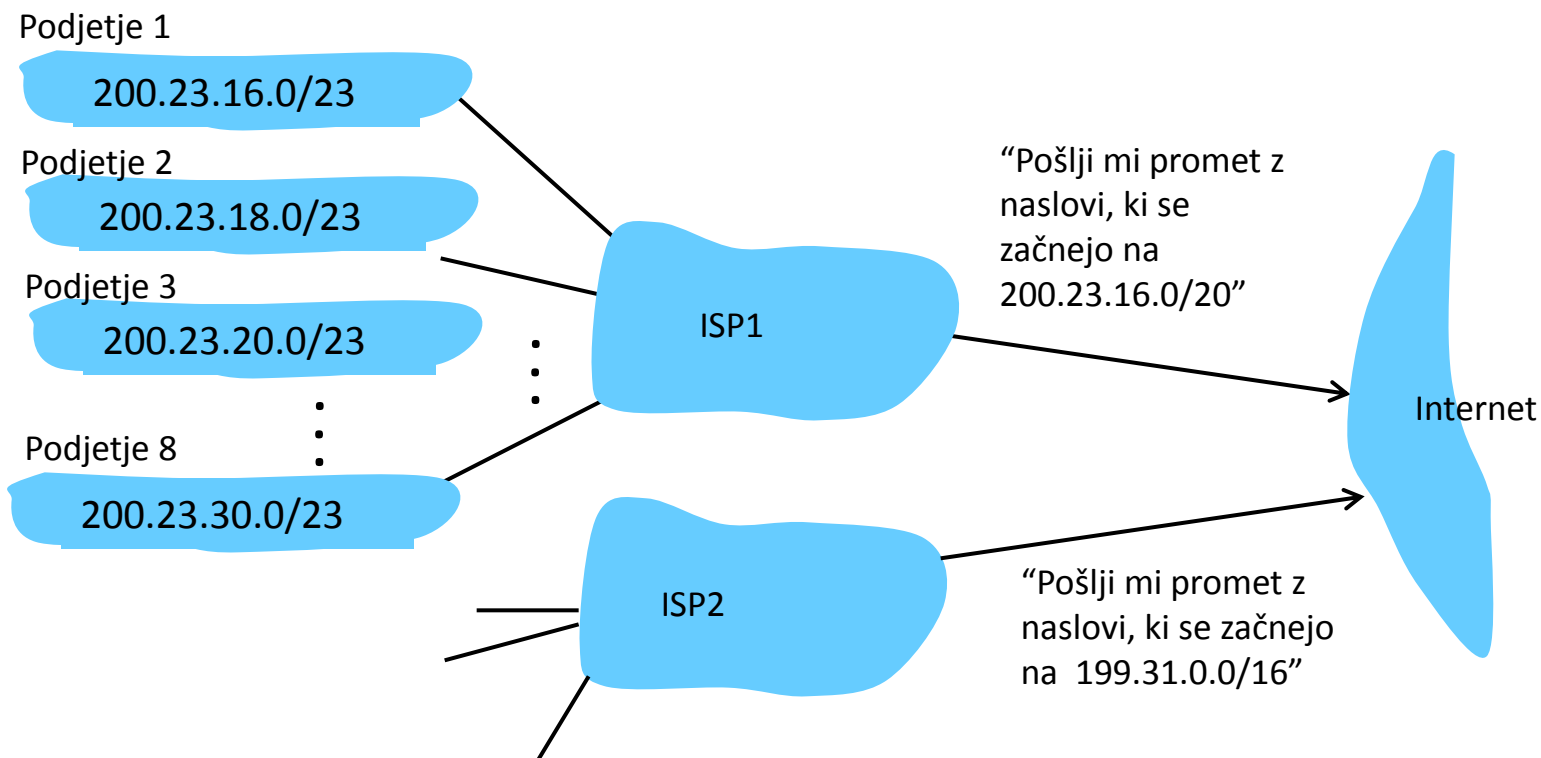 Podjetje 1
200.23.16.0/23
Podjetje 2
200.23.18.0/23
Podjetje 3
200.23.20.0/23
Podjetje 8
200.23.30.0/23
ISP1
“Pošlji mi promet z
naslovi, ki se
začnejo na
200.23.16.0/20”
Internet
ISP2
“Pošlji mi promet z
naslovi, ki se začnejo
na 199.31.0.0/16”